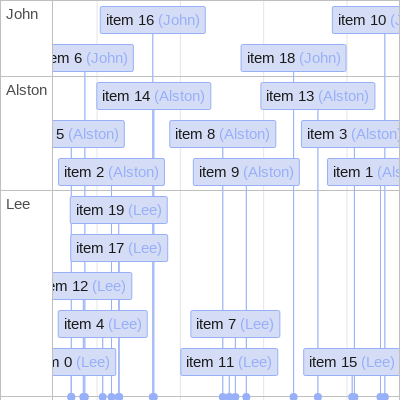 John
item 16 (John)
item 10 (J
em 6 (John)
item 18 (John)
Alston
item 14 (Alston)
item 13 (Alston)
5 (Alston)
item 8 (Alston)
item 3 (Alston)
item 2 (Alston)
item 9 (Alston)
item 1 (Als
Lee
item 19 (Lee)
item 17 (Lee)
em 12 (Lee)
item 4 (Lee)
item 7 (Lee)
m 0 (Lee)
item 11 (Lee)
item 15 (Lee)